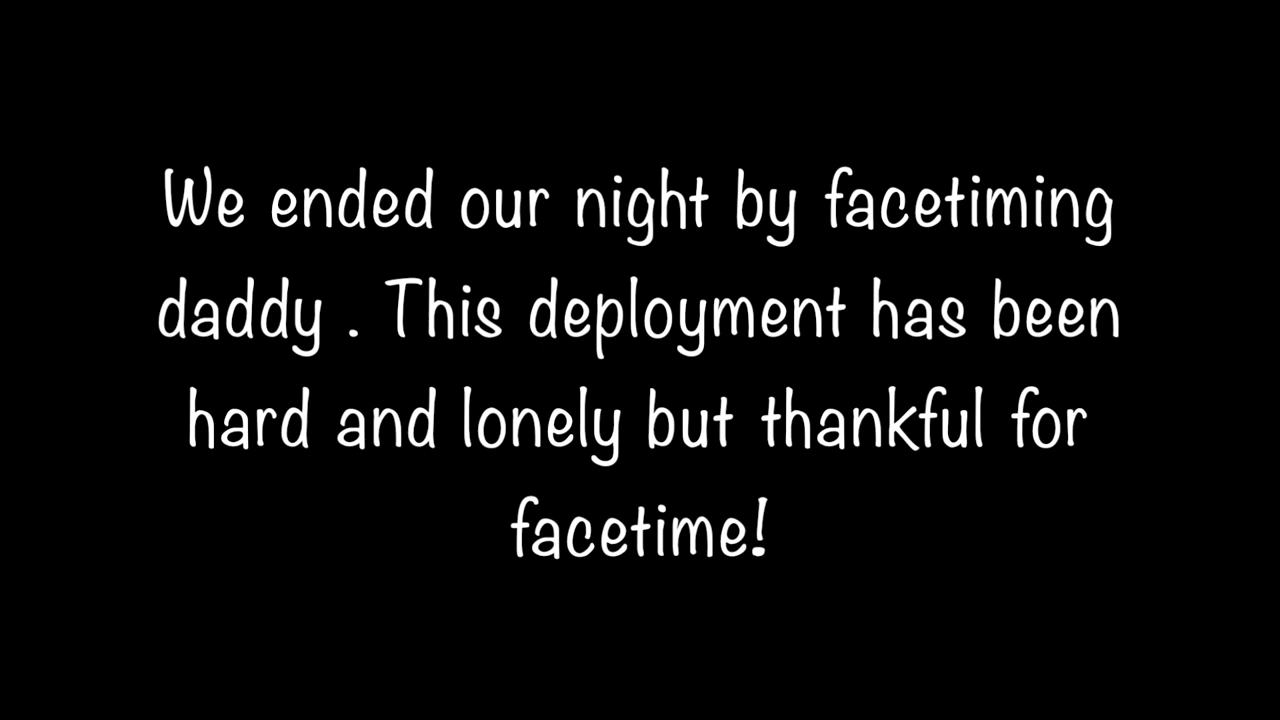 We ended our night by facetiming
daddy . This deployment has been
hard and lonely but thankful for
facetime!